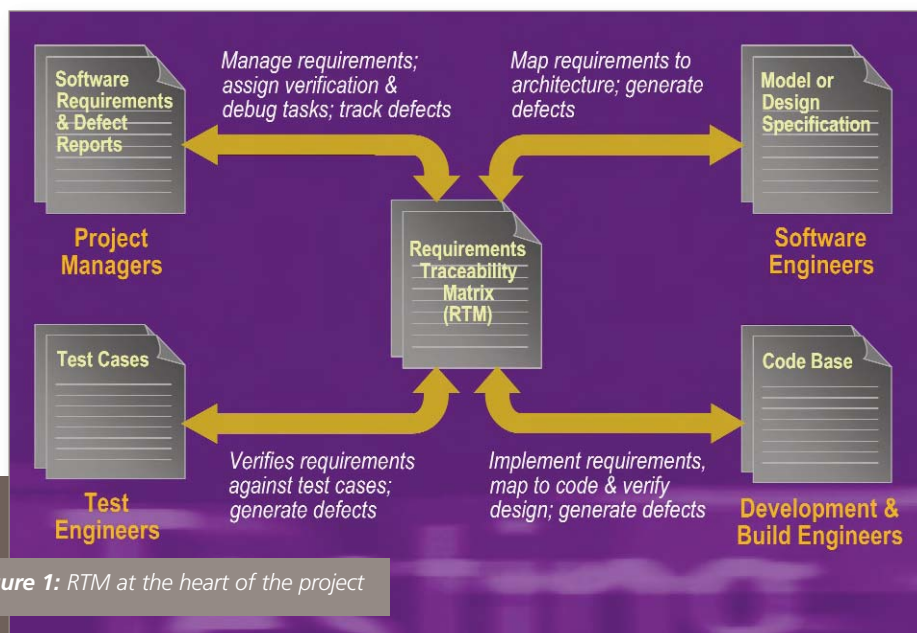 Software
Requirements
& Defect
Reports
Project
Managers
Manage requirements;
assign verification &
debug tasks; track defects
Map requirements to
architecture; generate
defects
Model or
Design
Specification
Software
Engineers
Requirements
Traceability
Matrix
(RTM)
Test Cases
Test
Engineers
Verifies requirements
against test cases;
generate defects
Implement requirements,
map to code & verify
design; generate defects
Code Base
Development &
Build Engineers
ure 1: RTM at the heart of the project